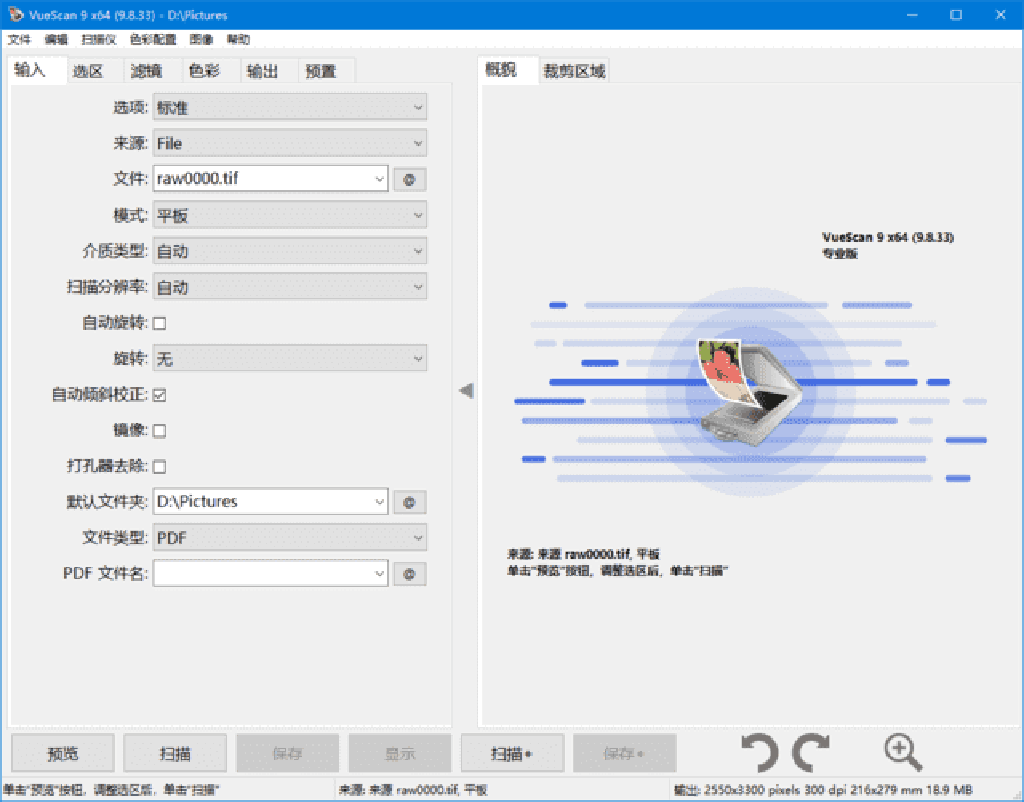 VueScan 9 x64 (9.8.33) - D:\Pictures
文件 编辑 扫描仪 色彩配置 图像 帮助
输入 选区 滤镜 色彩 输出 预置
选项: 标准
来源: File
文件: raw0000.tif @
模式: 平板
介质类型: 自动
扫描分辨率: 自动
自动旋转:
旋转: 无
自动倾斜校正:
镜像:
打孔器去除:
默认文件夹: D:\Pictures @
文件类型: PDF
PDF 文件名: @
概貌 裁剪区域
VueScan 9 x64 (9.8.33)
专业版
来源: 来源 raw0000.tif, 平板
单击"预览"按钮，调整选区后，单击"扫描"
预览 扫描 保存 显示 扫描• 保存•
单击"预览"按钮，调整选区后，单击"扫描" 来源: 来源 raw0000.tif, 平板 输出: 2550x3300 pixels 300 dpi 216x279 mm 18.9 MB